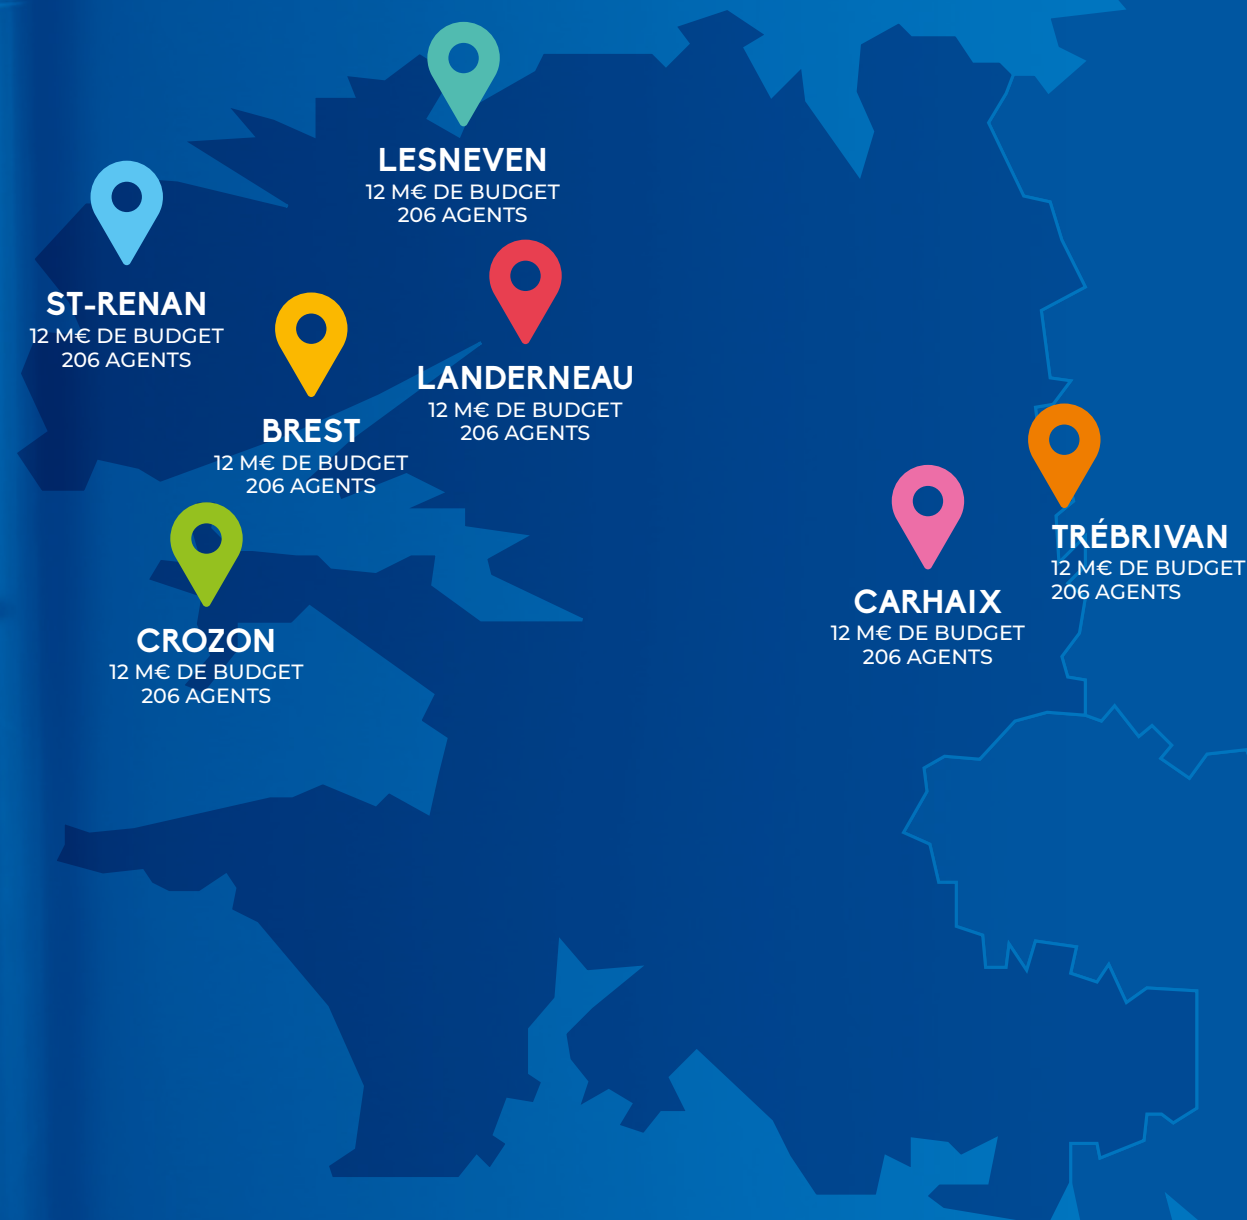 LESNEVEN
12 M€ DE BUDGET
206 AGENTS
ST-RENAN
12 M€ DE BUDGET
206 AGENTS
LANDERNEAU
12 M€ DE BUDGET
206 AGENTS
BREST
12 M€ DE BUDGET
206 AGENTS
TRÉBRIVAN
12 M€ DE BUDGET
206 AGENTS
CARHAIX
12 M€ DE BUDGET
206 AGENTS
CROZON
12 M€ DE BUDGET
206 AGENTS